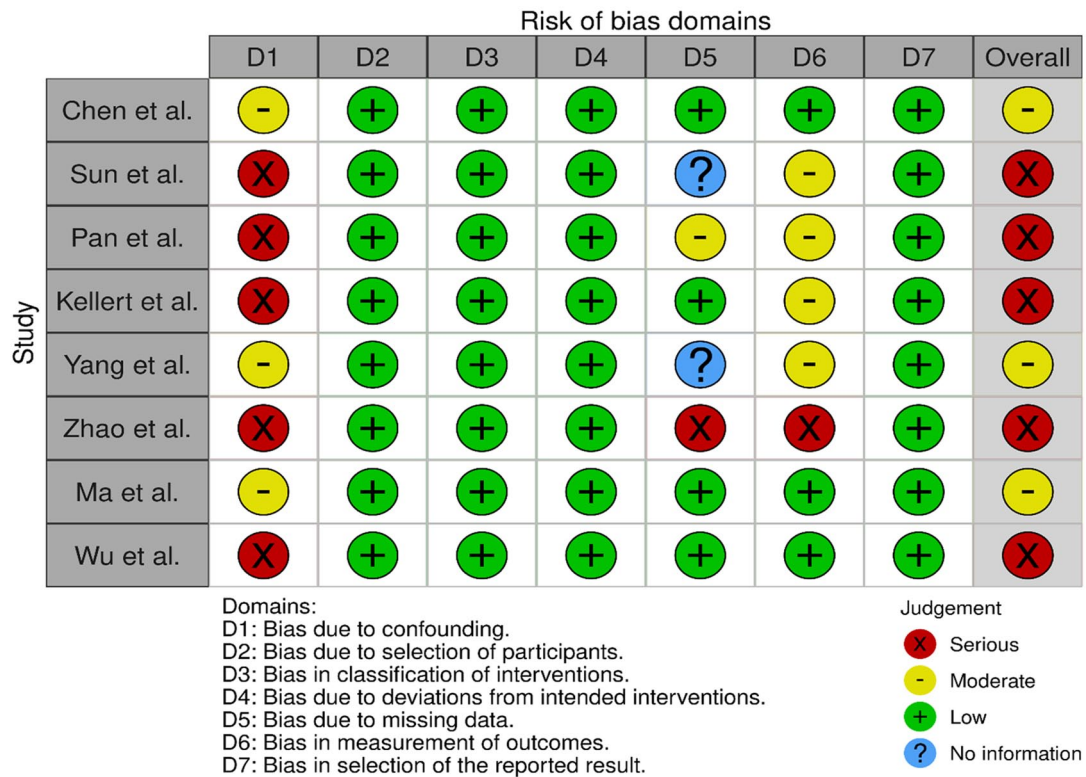 Risk of bias domains
D1 D2 D3 D4 D5 D6 D7 Overall
Study
Chen et al. - + + + + + + -
Sun et al. X + + + ? - + X
Pan et al. X + + + - - + X
Kellert et al. X + + + + - + X
Yang et al. - + + + ? - + -
Zhao et al. X + + + X X + X
Ma et al. - + + + + + + -
Wu et al. X + + + + + + X
Domains:
D1: Bias due to confounding.
D2: Bias due to selection of participants.
D3: Bias in classification of interventions.
D4: Bias due to deviations from intended interventions.
D5: Bias due to missing data.
D6: Bias in measurement of outcomes.
D7: Bias in selection of the reported result.
Judgement
X Serious
- Moderate
+ Low
? No information